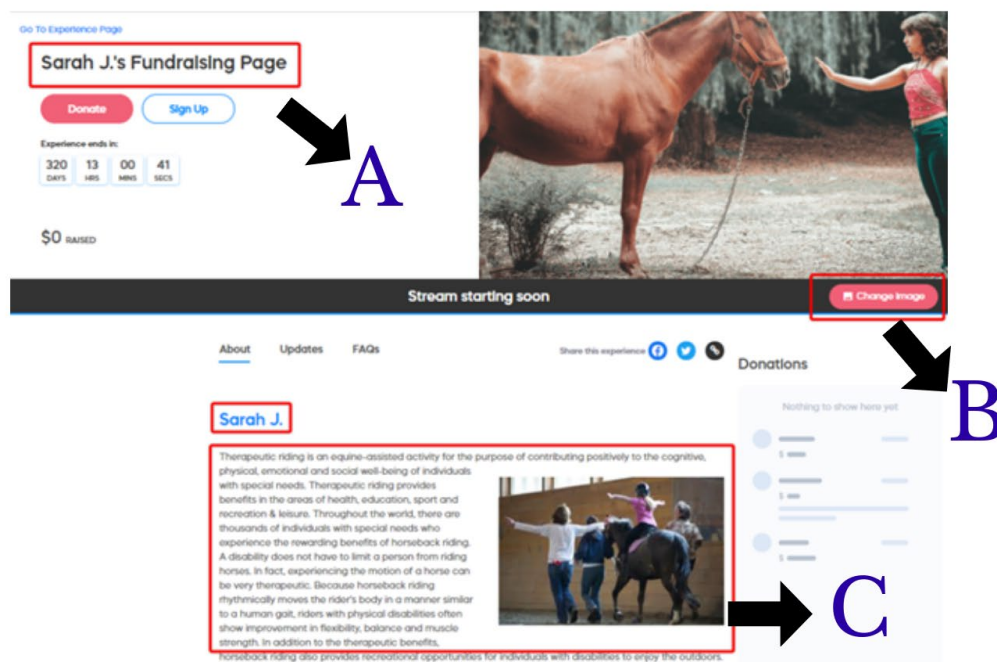 Go To Experience Page
Sarah J.'s Fundraising Page
Donate
Sign Up
Experience ends in:
320 13 00 41
DAYS HRS MINS SECS
A
$0 RAISED
Stream starting soon
Change Image
About Updates FAQs
Share this experience
Donations
B
Nothing to show here yet
Sarah J.
Therapeutic riding is an equine-assisted activity for the purpose of contributing positively to the cognitive,
physical, emotional and social well-being of individuals
with special needs. Therapeutic riding provides
benefits in the areas of health, education, sport and
recreation & leisure. Throughout the world, there are
thousands of individuals with special needs who
experience the rewarding benefits of horseback riding.
A disability does not have to limit a person from riding
horses. In fact, experiencing the motion of a horse can
be very therapeutic. Because horseback riding
rhythmically moves the rider's body in a manner similar
to a human gait, riders with physical disabilities often
show improvement in flexibility, balance and muscle
strength. In addition to the therapeutic benefits,
horseback riding also provides recreational opportunities for individuals with disabilities to enjoy the outdoors.
$
$
$
C